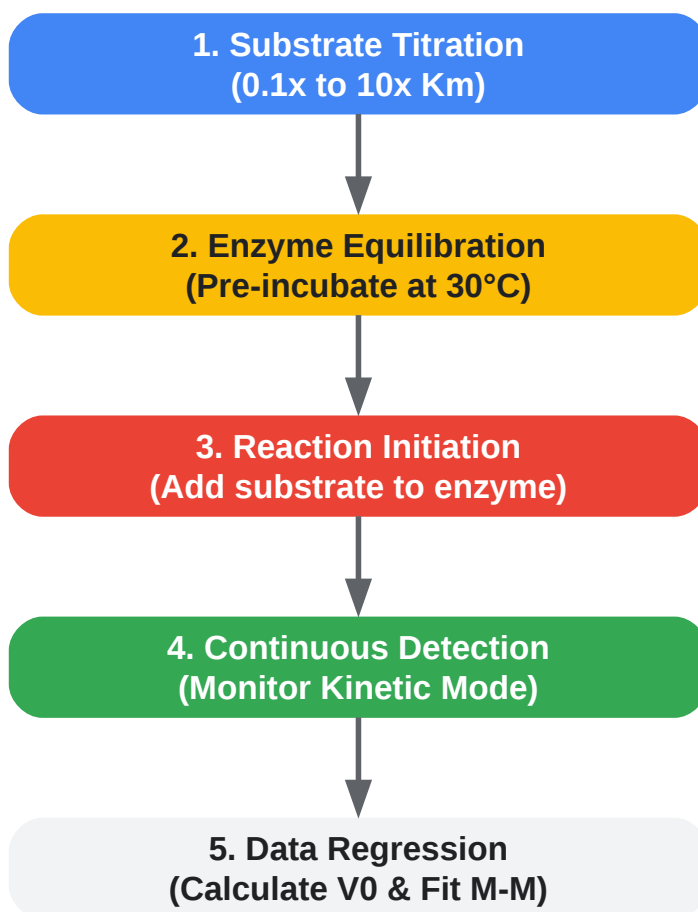 1. Substrate Titration
(0.1x to 10x Km)
2. Enzyme Equilibration
(Pre-incubate at 30°C)
3. Reaction Initiation
(Add substrate to enzyme)
4. Continuous Detection
(Monitor Kinetic Mode)
5. Data Regression
(Calculate V0 & Fit M-M)